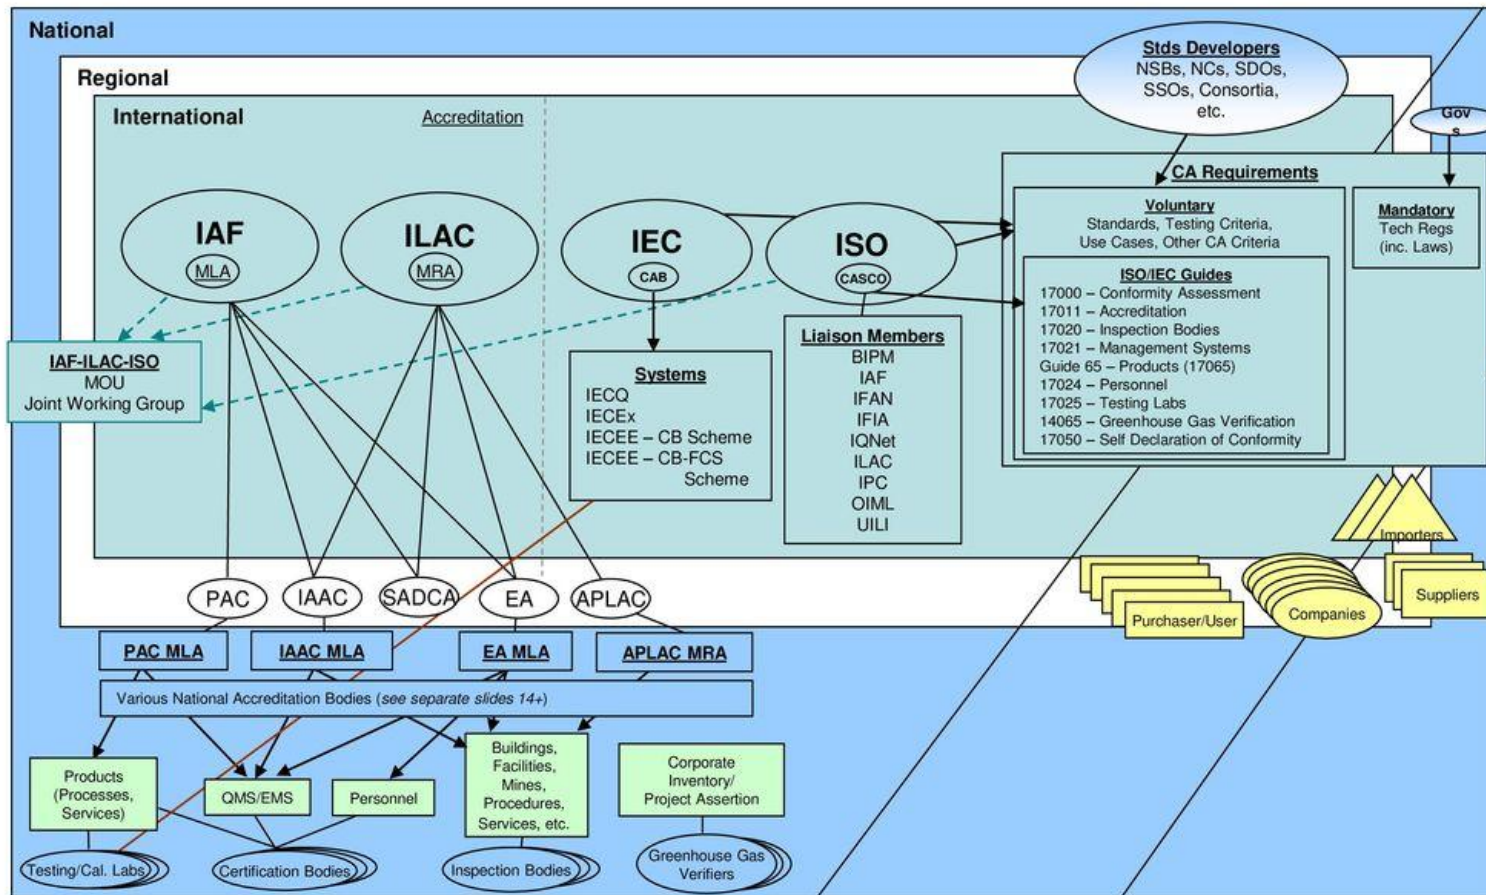 National
Regional
International
Accreditation
Stds Developers
NSBs, NCs, SDOs,
SSOs, Consortia,
etc.
Gov
s
IAF
MLA
ILAC
MRA
IEC
CAB
ISO
CASCO
CA Requirements
Voluntary
Standards, Testing Criteria,
Use Cases, Other CA Criteria
Mandatory
Tech Regs
(inc. Laws)
ISO/IEC Guides
17000 – Conformity Assessment
17011 – Accreditation
17020 – Inspection Bodies
17021 – Management Systems
Guide 65 – Products (17065)
17024 – Personnel
17025 – Testing Labs
14065 – Greenhouse Gas Verification
17050 – Self Declaration of Conformity
IAF-ILAC-ISO
MOU
Joint Working Group
Systems
IECQ
IECEx
IECEE – CB Scheme
IECEE – CB-FCS
Scheme
Liaison Members
BIPM
IAF
IFAN
IFIA
IQNet
ILAC
IPC
OIML
UILI
Importers
Suppliers
Companies
Purchaser/User
PAC
IAAC
SADCA
EA
APLAC
PAC MLA
IAAC MLA
EA MLA
APLAC MRA
Various National Accreditation Bodies (see separate slides 14+)
Products
(Processes,
Services)
QMS/EMS
Personnel
Buildings,
Facilities,
Mines,
Procedures,
Services, etc.
Corporate
Inventory/
Project Assertion
Testing/Cal. Labs
Certification Bodies
Inspection Bodies
Greenhouse Gas
Verifiers